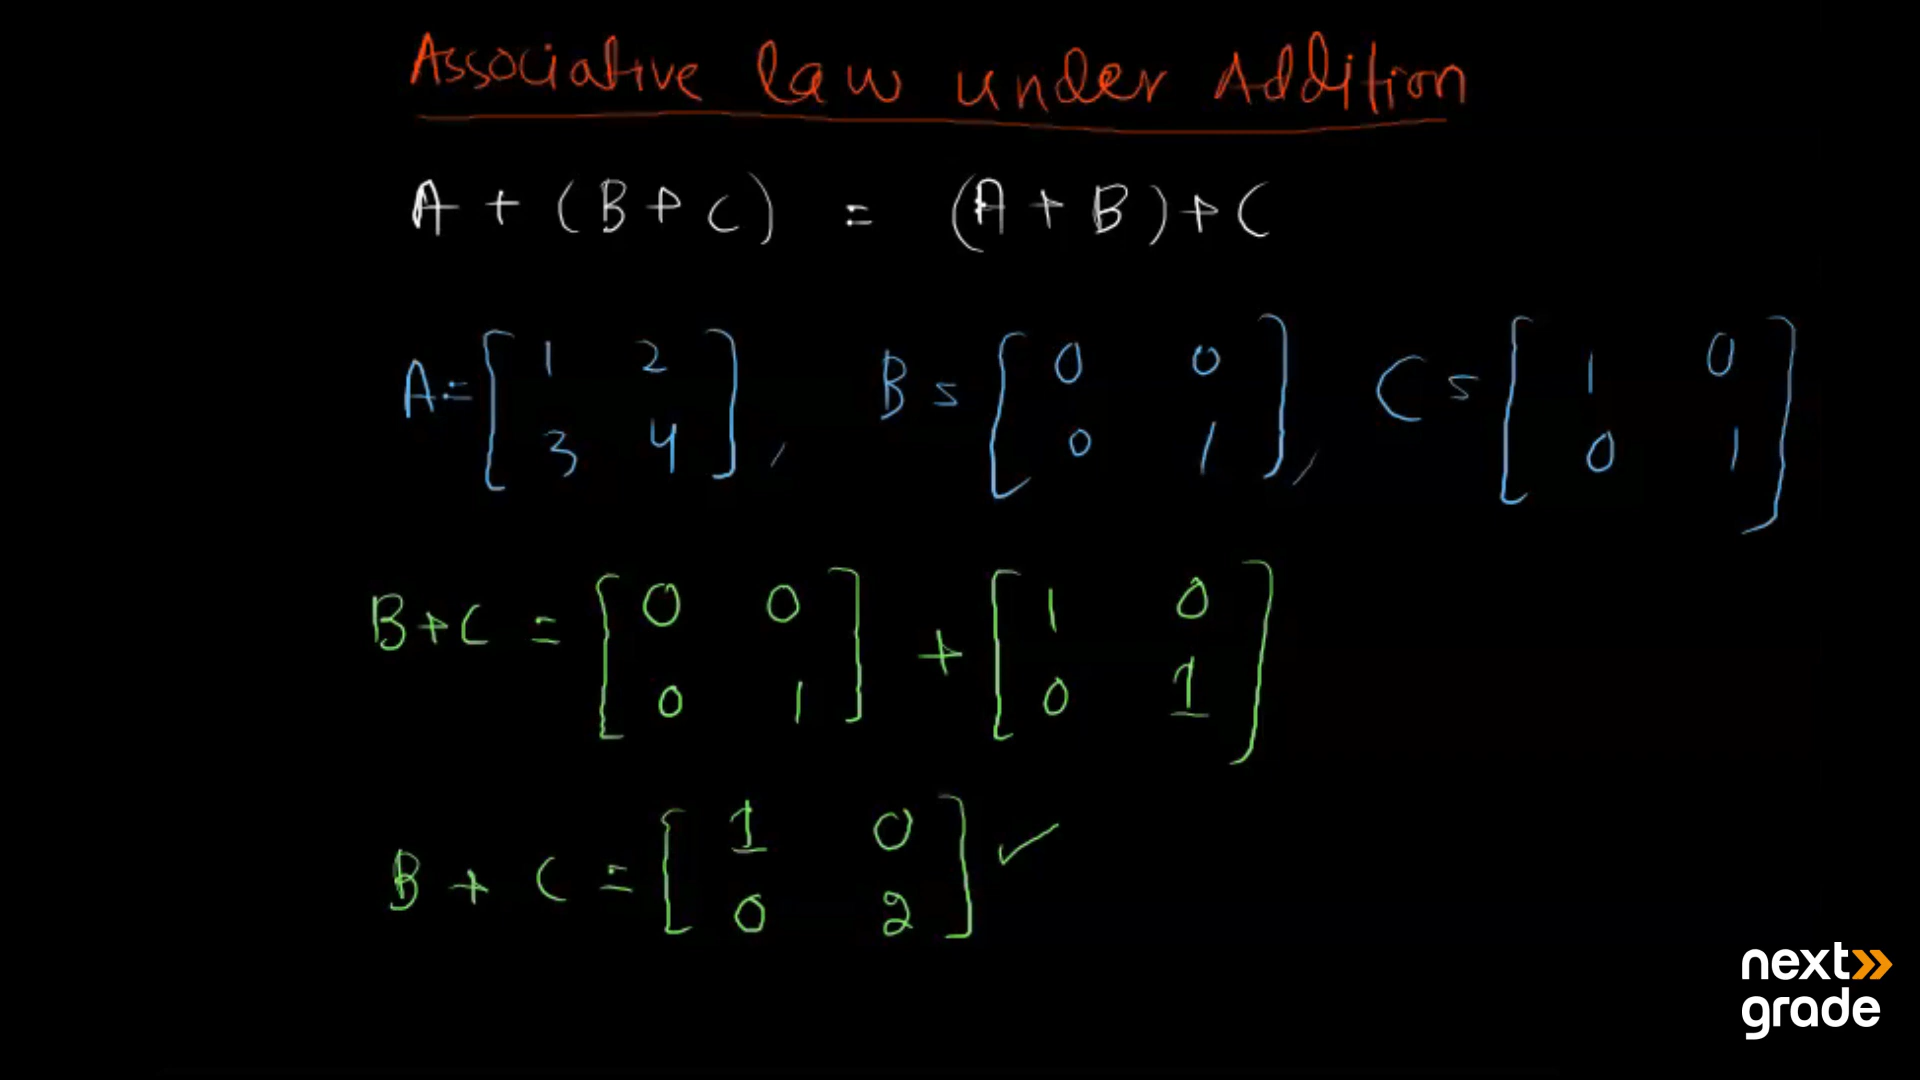 Associative law under Addition
A + (B + C) = (A + B) + C
A = [ 1 2 ; 3 4 ] , B = [ 0 0 ; 0 1 ] , C = [ 1 0 ; 0 1 ]
B + C = [ 0 0 ; 0 1 ] + [ 1 0 ; 0 1 ]
B + C = [ 1 0 ; 0 2 ] ✓
next»
grade